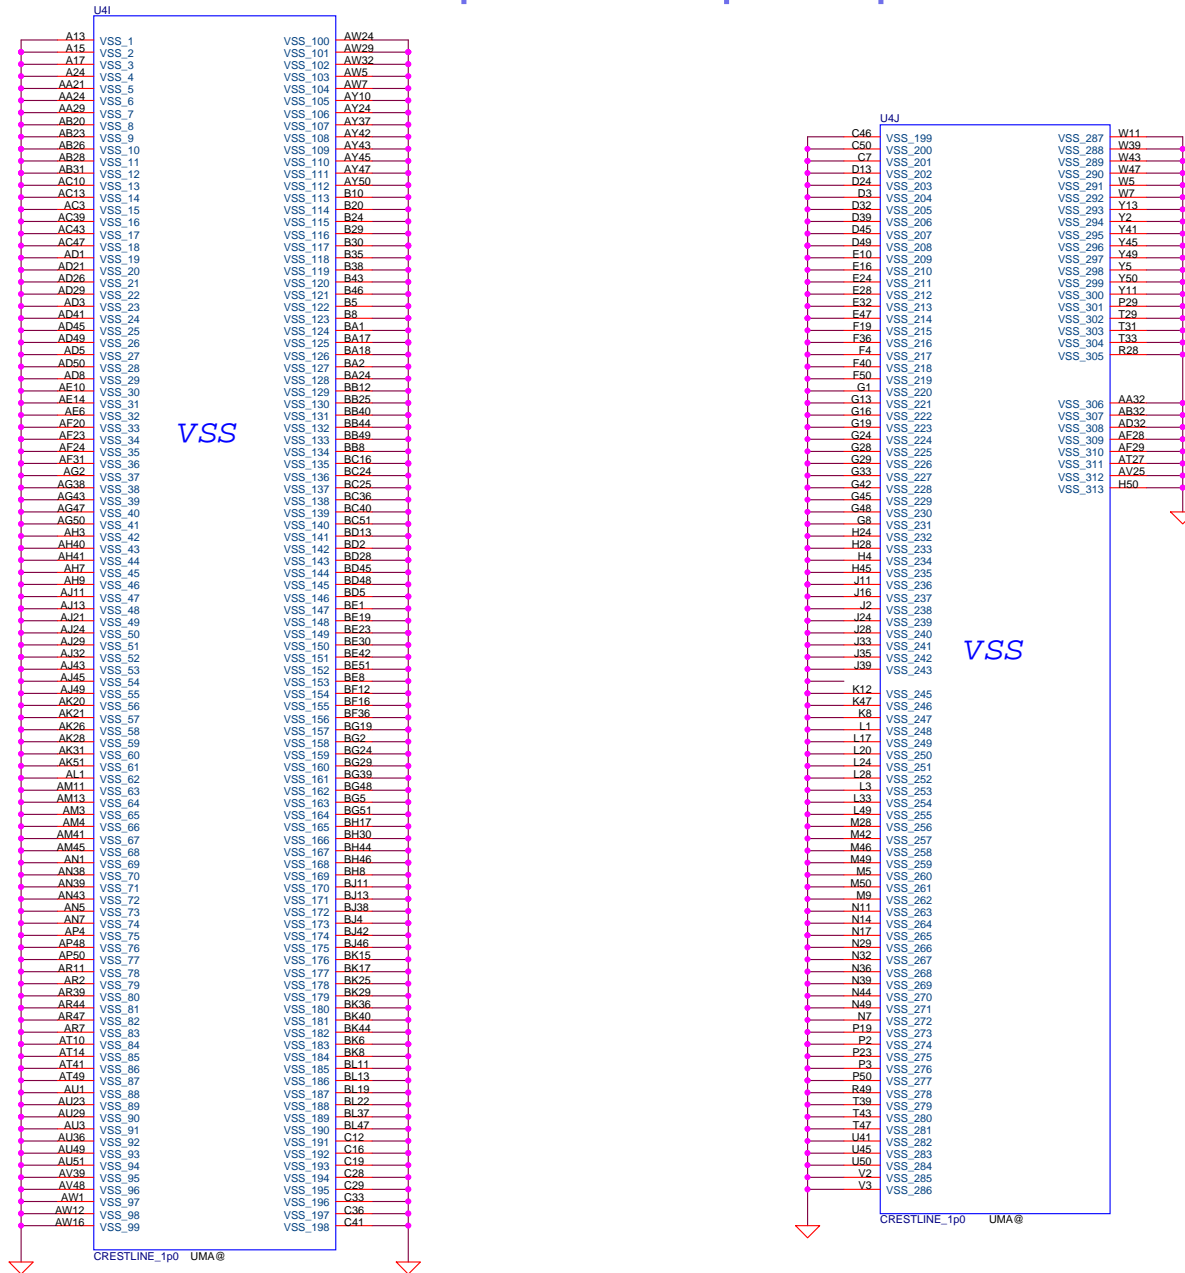 U4I
A13 VSS_1 VSS_100 AW24
A15 VSS_2 VSS_101 AW29
A17 VSS_3 VSS_102 AW32
A24 VSS_4 VSS_103 AW5
AA21 VSS_5 VSS_104 AW7
AA24 VSS_6 VSS_105 AY10
AA29 VSS_7 VSS_106 AY24
AB20 VSS_8 VSS_107 AY37
AB23 VSS_9 VSS_108 AY42
AB26 VSS_10 VSS_109 AY43
AB28 VSS_11 VSS_110 AY45
AB31 VSS_12 VSS_111 AY47
AC10 VSS_13 VSS_112 AY50
AC13 VSS_14 VSS_113 B10
AC3 VSS_15 VSS_114 B20
AC39 VSS_16 VSS_115 B24
AC43 VSS_17 VSS_116 B29
AC47 VSS_18 VSS_117 B30
AD1 VSS_19 VSS_118 B35
AD21 VSS_20 VSS_119 B38
AD26 VSS_21 VSS_120 B43
AD29 VSS_22 VSS_121 B46
AD3 VSS_23 VSS_122 B5
AD41 VSS_24 VSS_123 B8
AD45 VSS_25 VSS_124 BA1
AD49 VSS_26 VSS_125 BA17
AD5 VSS_27 VSS_126 BA18
AD50 VSS_28 VSS_127 BA2
AD8 VSS_29 VSS_128 BA24
AE10 VSS_30 VSS_129 BB12
AE14 VSS_31 VSS_130 BB25
AE6 VSS_32 VSS_131 BB40
AF20 VSS_33 VSS_132 BB44
AF23 VSS_34 VSS_133 BB49
AF24 VSS_35 VSS_134 BB8
AF31 VSS_36 VSS_135 BC16
AG2 VSS_37 VSS_136 BC24
AG38 VSS_38 VSS_137 BC25
AG43 VSS_39 VSS_138 BC36
AG47 VSS_40 VSS_139 BC40
AG50 VSS_41 VSS_140 BC51
AH3 VSS_42 VSS_141 BD13
AH40 VSS_43 VSS_142 BD2
AH41 VSS_44 VSS_143 BD28
AH7 VSS_45 VSS_144 BD45
AH9 VSS_46 VSS_145 BD48
AJ11 VSS_47 VSS_146 BD5
AJ13 VSS_48 VSS_147 BE1
AJ21 VSS_49 VSS_148 BE19
AJ24 VSS_50 VSS_149 BE23
AJ29 VSS_51 VSS_150 BE30
AJ32 VSS_52 VSS_151 BE42
AJ43 VSS_53 VSS_152 BE51
AJ45 VSS_54 VSS_153 BE8
AJ49 VSS_55 VSS_154 BF12
AK20 VSS_56 VSS_155 BF16
AK21 VSS_57 VSS_156 BF36
AK26 VSS_58 VSS_157 BG19
AK28 VSS_59 VSS_158 BG2
AK31 VSS_60 VSS_159 BG24
AK51 VSS_61 VSS_160 BG29
AL1 VSS_62 VSS_161 BG39
AM11 VSS_63 VSS_162 BG48
AM13 VSS_64 VSS_163 BG5
AM3 VSS_65 VSS_164 BG51
AM4 VSS_66 VSS_165 BH17
AM41 VSS_67 VSS_166 BH30
AM45 VSS_68 VSS_167 BH44
AN1 VSS_69 VSS_168 BH46
AN38 VSS_70 VSS_169 BH8
AN39 VSS_71 VSS_170 BJ11
AN43 VSS_72 VSS_171 BJ13
AN5 VSS_73 VSS_172 BJ38
AN7 VSS_74 VSS_173 BJ4
AP4 VSS_75 VSS_174 BJ42
AP48 VSS_76 VSS_175 BJ46
AP50 VSS_77 VSS_176 BK15
AR11 VSS_78 VSS_177 BK17
AR2 VSS_79 VSS_178 BK25
AR39 VSS_80 VSS_179 BK29
AR44 VSS_81 VSS_180 BK36
AR47 VSS_82 VSS_181 BK40
AR7 VSS_83 VSS_182 BK44
AT10 VSS_84 VSS_183 BK6
AT14 VSS_85 VSS_184 BK8
AT41 VSS_86 VSS_185 BL11
AT49 VSS_87 VSS_186 BL13
AU1 VSS_88 VSS_187 BL19
AU23 VSS_89 VSS_188 BL22
AU29 VSS_90 VSS_189 BL37
AU3 VSS_91 VSS_190 BL47
AU36 VSS_92 VSS_191 C12
AU49 VSS_93 VSS_192 C16
AU51 VSS_94 VSS_193 C19
AV39 VSS_95 VSS_194 C28
AV48 VSS_96 VSS_195 C29
AW1 VSS_97 VSS_196 C33
AW12 VSS_98 VSS_197 C36
AW16 VSS_99 VSS_198 C41
VSS
CRESTLINE_1p0 UMA@
U4J
C46 VSS_199 VSS_287 W11
C50 VSS_200 VSS_288 W39
C7 VSS_201 VSS_289 W43
D13 VSS_202 VSS_290 W47
D24 VSS_203 VSS_291 W5
D3 VSS_204 VSS_292 W7
D32 VSS_205 VSS_293 Y13
D39 VSS_206 VSS_294 Y2
D45 VSS_207 VSS_295 Y41
D49 VSS_208 VSS_296 Y45
E10 VSS_209 VSS_297 Y49
E16 VSS_210 VSS_298 Y5
E24 VSS_211 VSS_299 Y50
E28 VSS_212 VSS_300 Y11
E32 VSS_213 VSS_301 P29
E47 VSS_214 VSS_302 T29
F19 VSS_215 VSS_303 T31
F36 VSS_216 VSS_304 T33
F4 VSS_217 VSS_305 R28
F40 VSS_218
F50 VSS_219
G1 VSS_220
G13 VSS_221 VSS_306 AA32
G16 VSS_222 VSS_307 AB32
G19 VSS_223 VSS_308 AD32
G24 VSS_224 VSS_309 AF28
G28 VSS_225 VSS_310 AF29
G29 VSS_226 VSS_311 AT27
G33 VSS_227 VSS_312 AV25
G42 VSS_228 VSS_313 H50
G45 VSS_229
G48 VSS_230
G8 VSS_231
H24 VSS_232
H28 VSS_233
H4 VSS_234
H45 VSS_235
J11 VSS_236
J16 VSS_237
J2 VSS_238
J24 VSS_239
J28 VSS_240
J33 VSS_241
J35 VSS_242
J39 VSS_243
K12 VSS_245
K47 VSS_246
K8 VSS_247
L1 VSS_248
L17 VSS_249
L20 VSS_250
L24 VSS_251
L28 VSS_252
L3 VSS_253
L33 VSS_254
L49 VSS_255
M28 VSS_256
M42 VSS_257
M46 VSS_258
M49 VSS_259
M5 VSS_260
M50 VSS_261
M9 VSS_262
N11 VSS_263
N14 VSS_264
N17 VSS_265
N29 VSS_266
N32 VSS_267
N36 VSS_268
N39 VSS_269
N44 VSS_270
N49 VSS_271
N7 VSS_272
P19 VSS_273
P2 VSS_274
P23 VSS_275
P3 VSS_276
P50 VSS_277
R49 VSS_278
T39 VSS_279
T43 VSS_280
T47 VSS_281
U41 VSS_282
U45 VSS_283
U50 VSS_284
V2 VSS_285
V3 VSS_286
VSS
CRESTLINE_1p0 UMA@